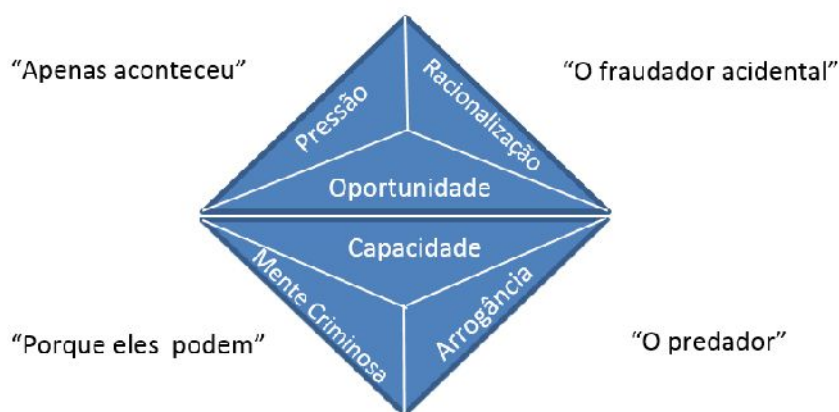 “Apenas aconteceu”
“O fraudador acidental”
Pressão
Racionalização
Oportunidade
Capacidade
Mente Criminosa
Arrogância
“Porque eles podem”
“O predador”